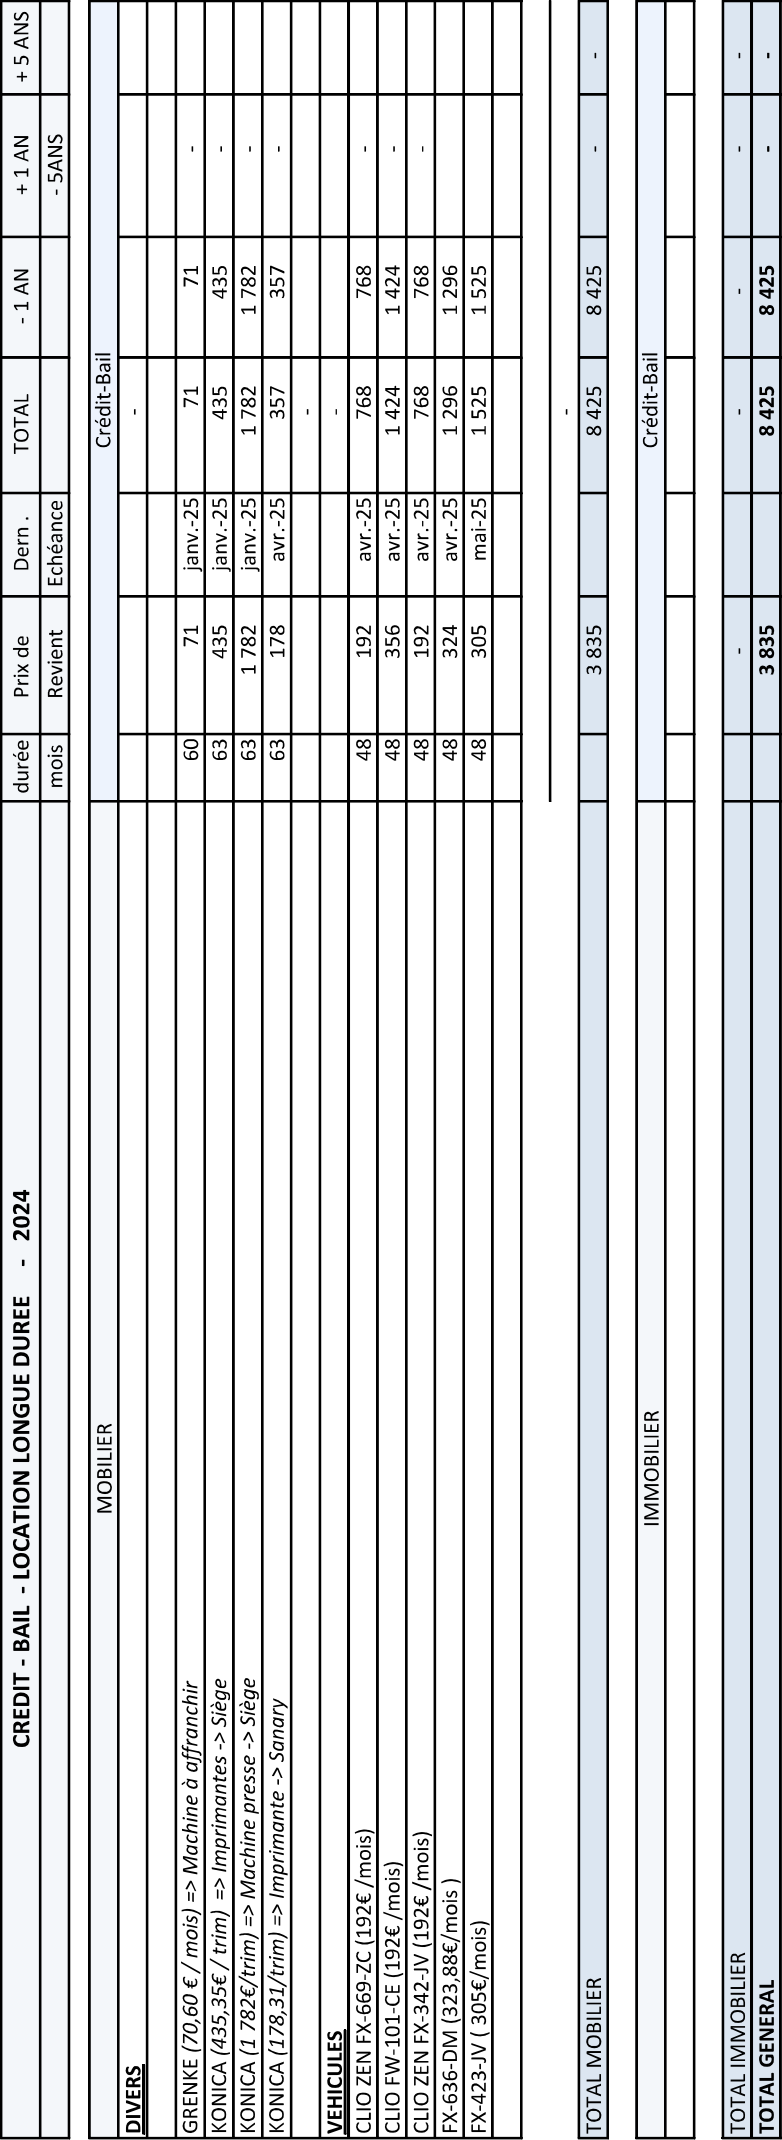 CREDIT - BAIL - LOCATION LONGUE DUREE - 2024 durée Prix de Dern . TOTAL - 1 AN + 1 AN + 5 ANS
mois Revient Echéance - 5ANS
MOBILIER Crédit-Bail
DIVERS -
GRENKE (70,60 € / mois) => Machine à affranchir 60 71 janv.-25 71 71 -
KONICA (435,35€ / trim) => Imprimantes -> Siège 63 435 janv.-25 435 435 -
KONICA (1 782€/trim) => Machine presse -> Siège 63 1 782 janv.-25 1 782 1 782 -
KONICA (178,31/trim) => Imprimante -> Sanary 63 178 avr.-25 357 357 -
-
VEHICULES -
CLIO ZEN FX-669-ZC (192€ /mois) 48 192 avr.-25 768 768 -
CLIO FW-101-CE (192€ /mois) 48 356 avr.-25 1 424 1 424 -
CLIO ZEN FX-342-JV (192€ /mois) 48 192 avr.-25 768 768 -
FX-636-DM (323,88€/mois ) 48 324 avr.-25 1 296 1 296
FX-423-JV ( 305€/mois) 48 305 mai-25 1 525 1 525
-
TOTAL MOBILIER 3 835 8 425 8 425 - -
IMMOBILIER Crédit-Bail
TOTAL IMMOBILIER - - - - -
TOTAL GENERAL 3 835 8 425 8 425 - -